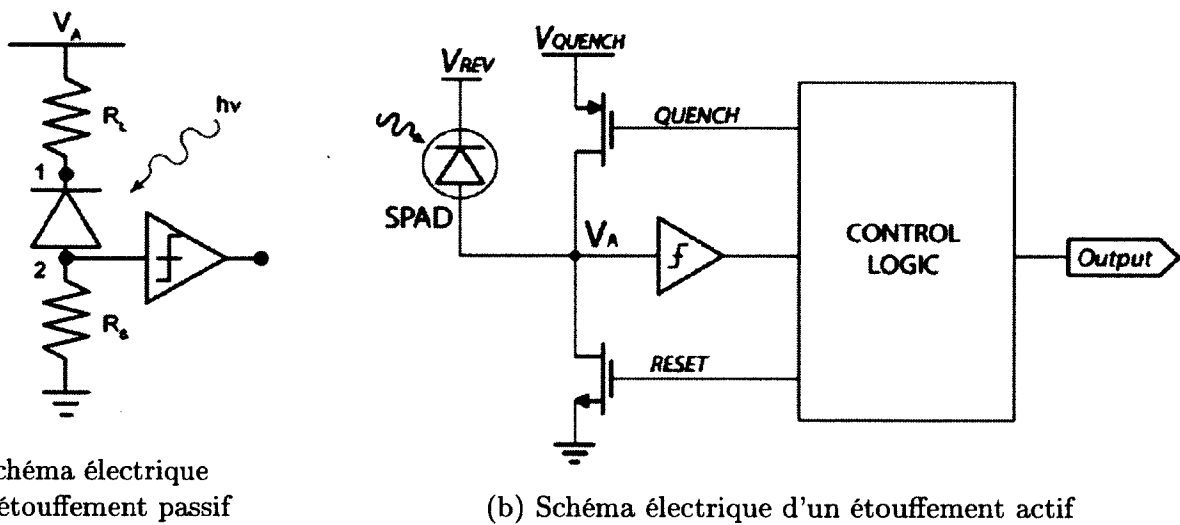 V_A
R_L
hν
1
2
R_s
chéma électrique
étouffement passif
V_REV
V_QUENCH
QUENCH
SPAD
V_A
CONTROL
LOGIC
Output
RESET
(b) Schéma électrique d'un étouffement actif